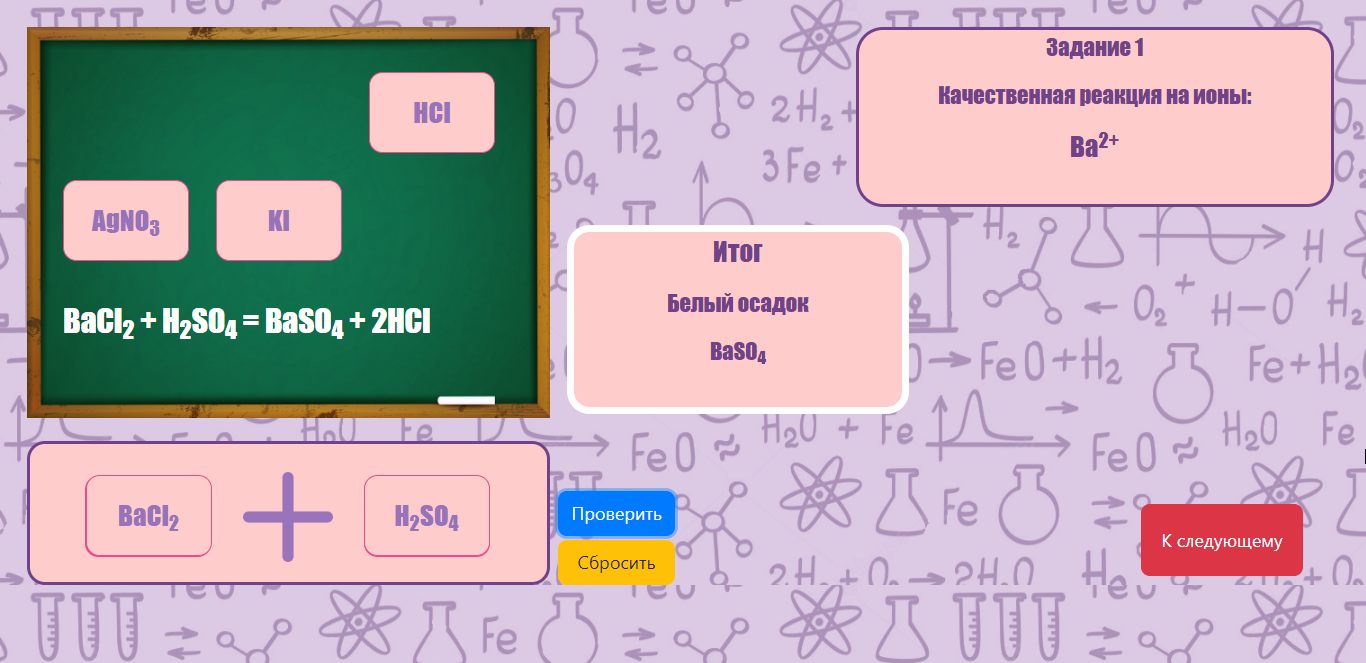 HCl
AgNO₃ KI
BaCl₂ + H₂SO₄ = BaSO₄ + 2HCl
BaCl₂ + H₂SO₄
Задание 1
Качественная реакция на ионы:
Ba²⁺
Итог
Белый осадок
BaSO₄
Проверить
Сбросить
К следующему